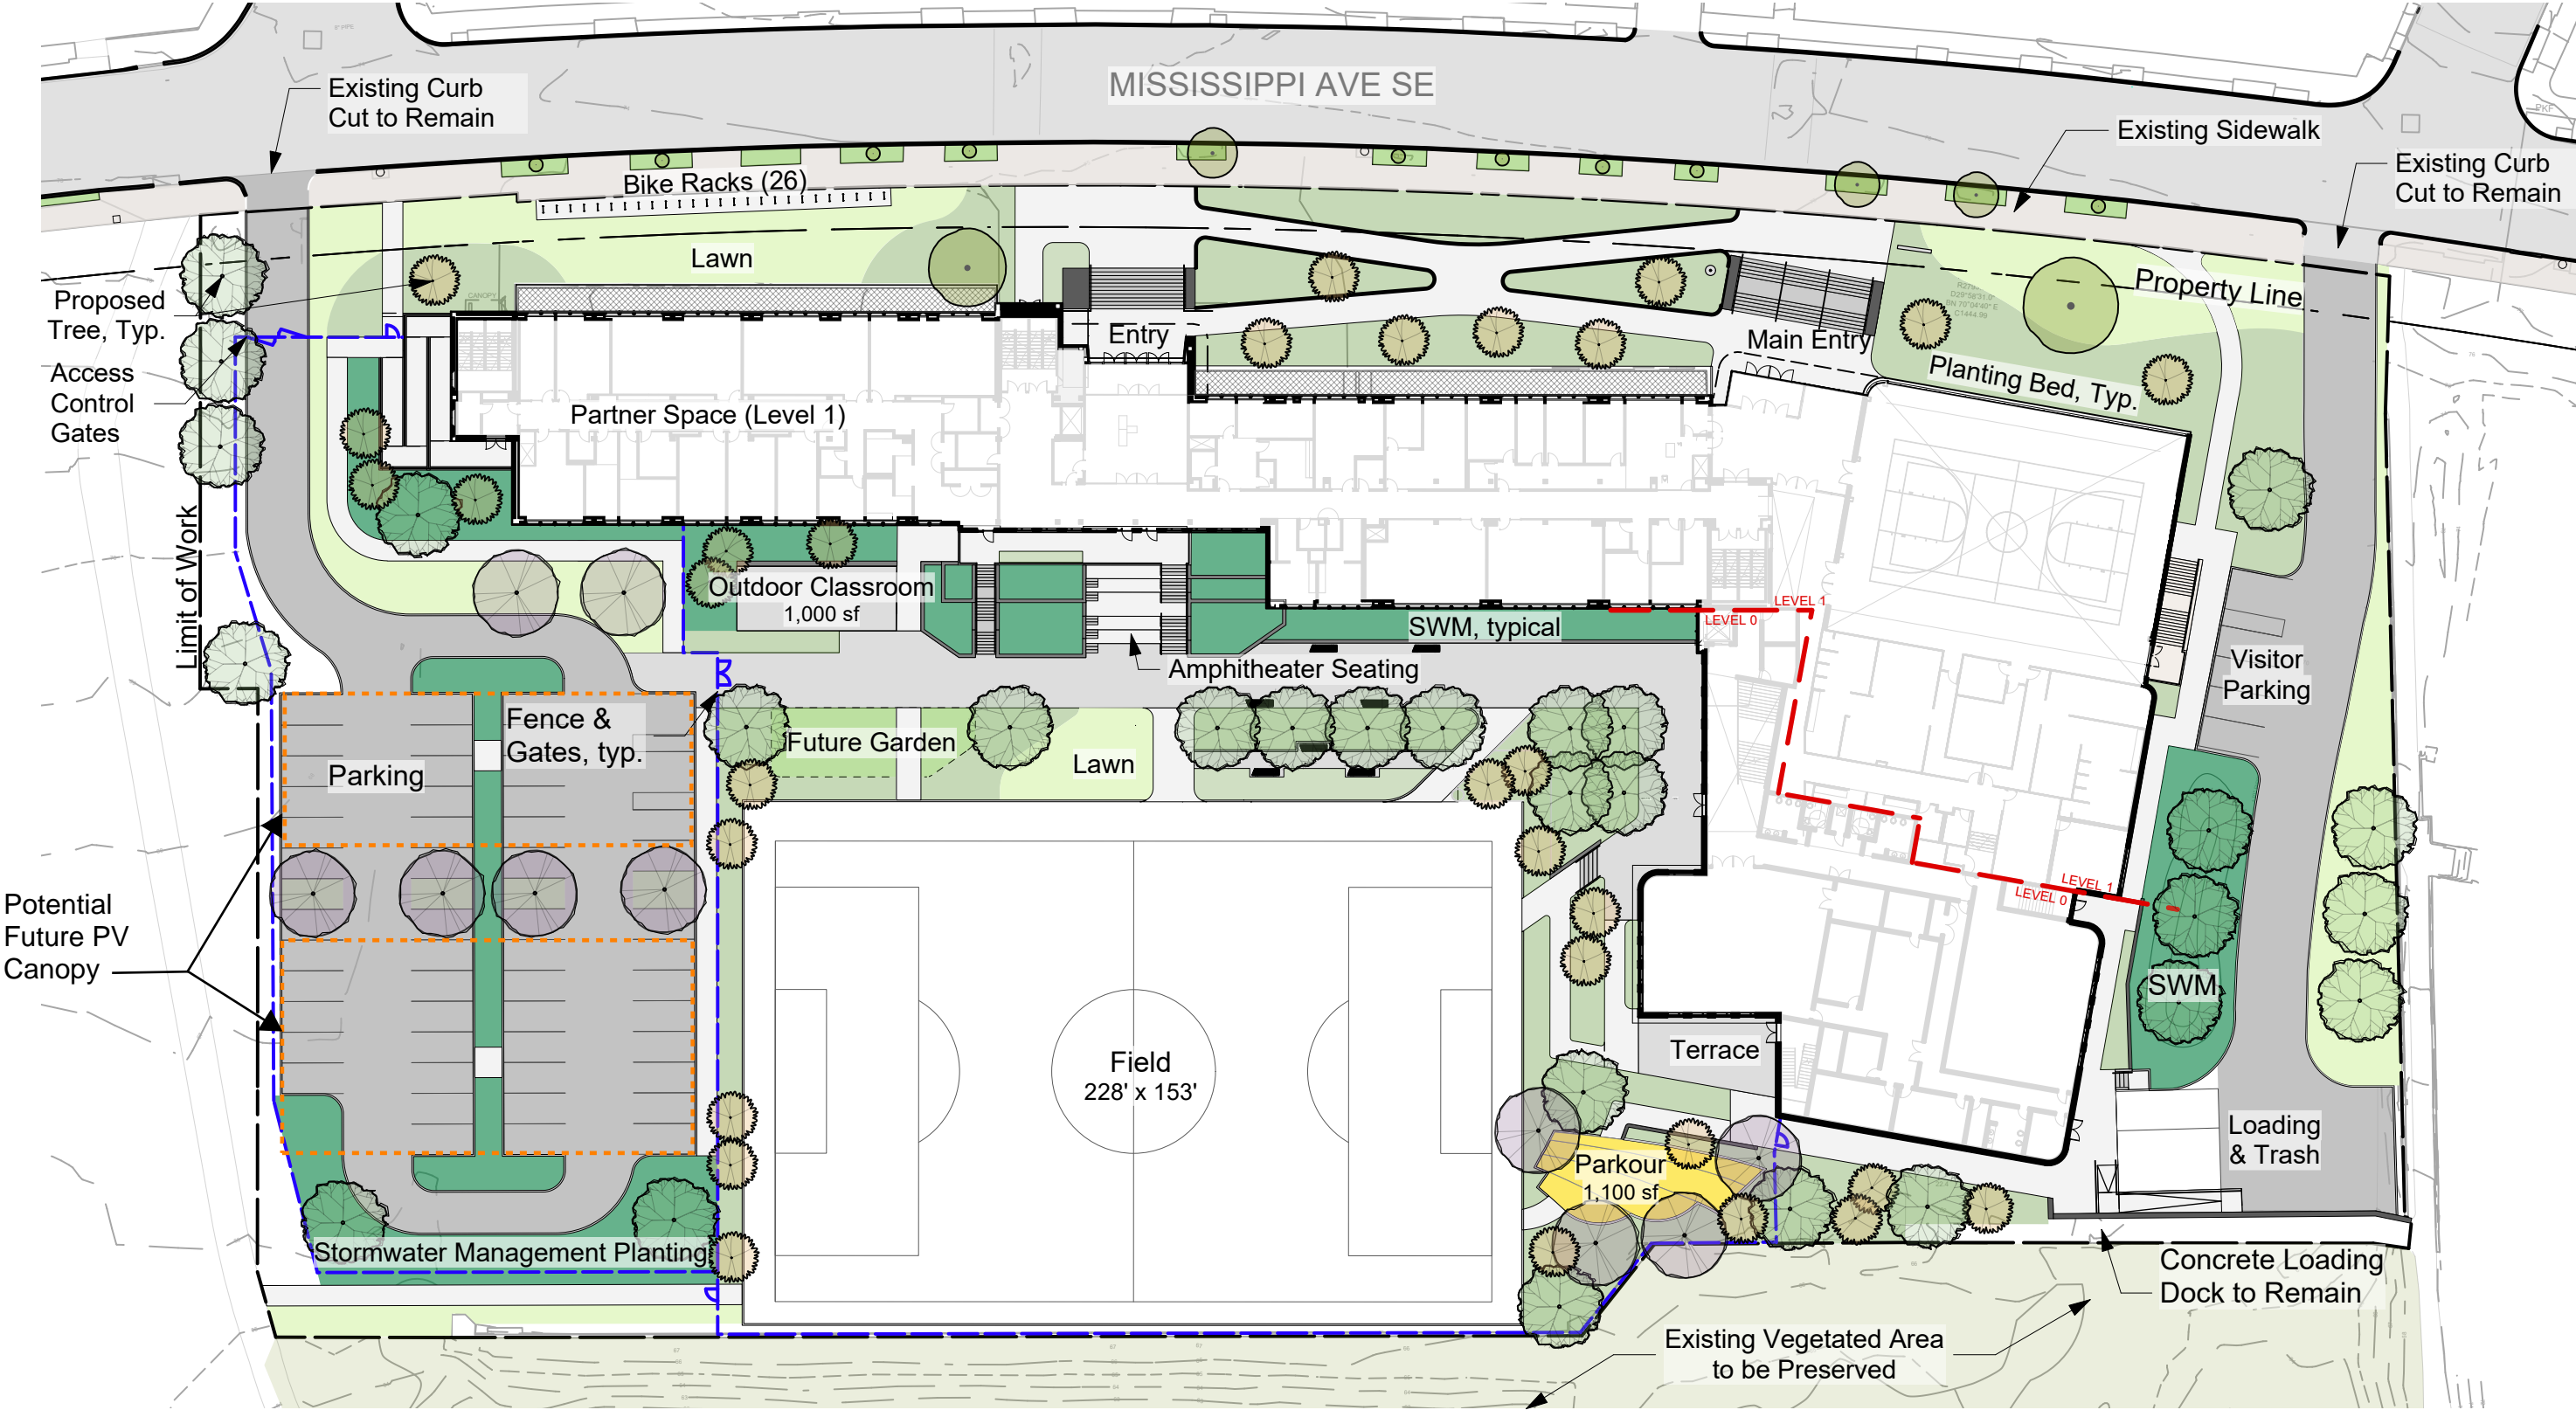 MISSISSIPPI AVE SE
Existing Curb
Cut to Remain
Existing Sidewalk
Existing Curb
Cut to Remain
Bike Racks (26)
Lawn
Property Line
Proposed
Tree, Typ.
Entry
Main Entry
Access
Control
Gates
Planting Bed, Typ.
Partner Space (Level 1)
CANOPY
Limit of Work
Outdoor Classroom
1,000 sf
SWM, typical
LEVEL 1
LEVEL 0
Amphitheater Seating
Visitor
Parking
Fence &
Gates, typ.
Future Garden
Lawn
Parking
Potential
Future PV
Canopy
LEVEL 1
LEVEL 0
SWM
Terrace
Field
228' x 153'
Loading
& Trash
Parkour
1,100 sf
Stormwater Management Planting
Concrete Loading
Dock to Remain
Existing Vegetated Area
to be Preserved